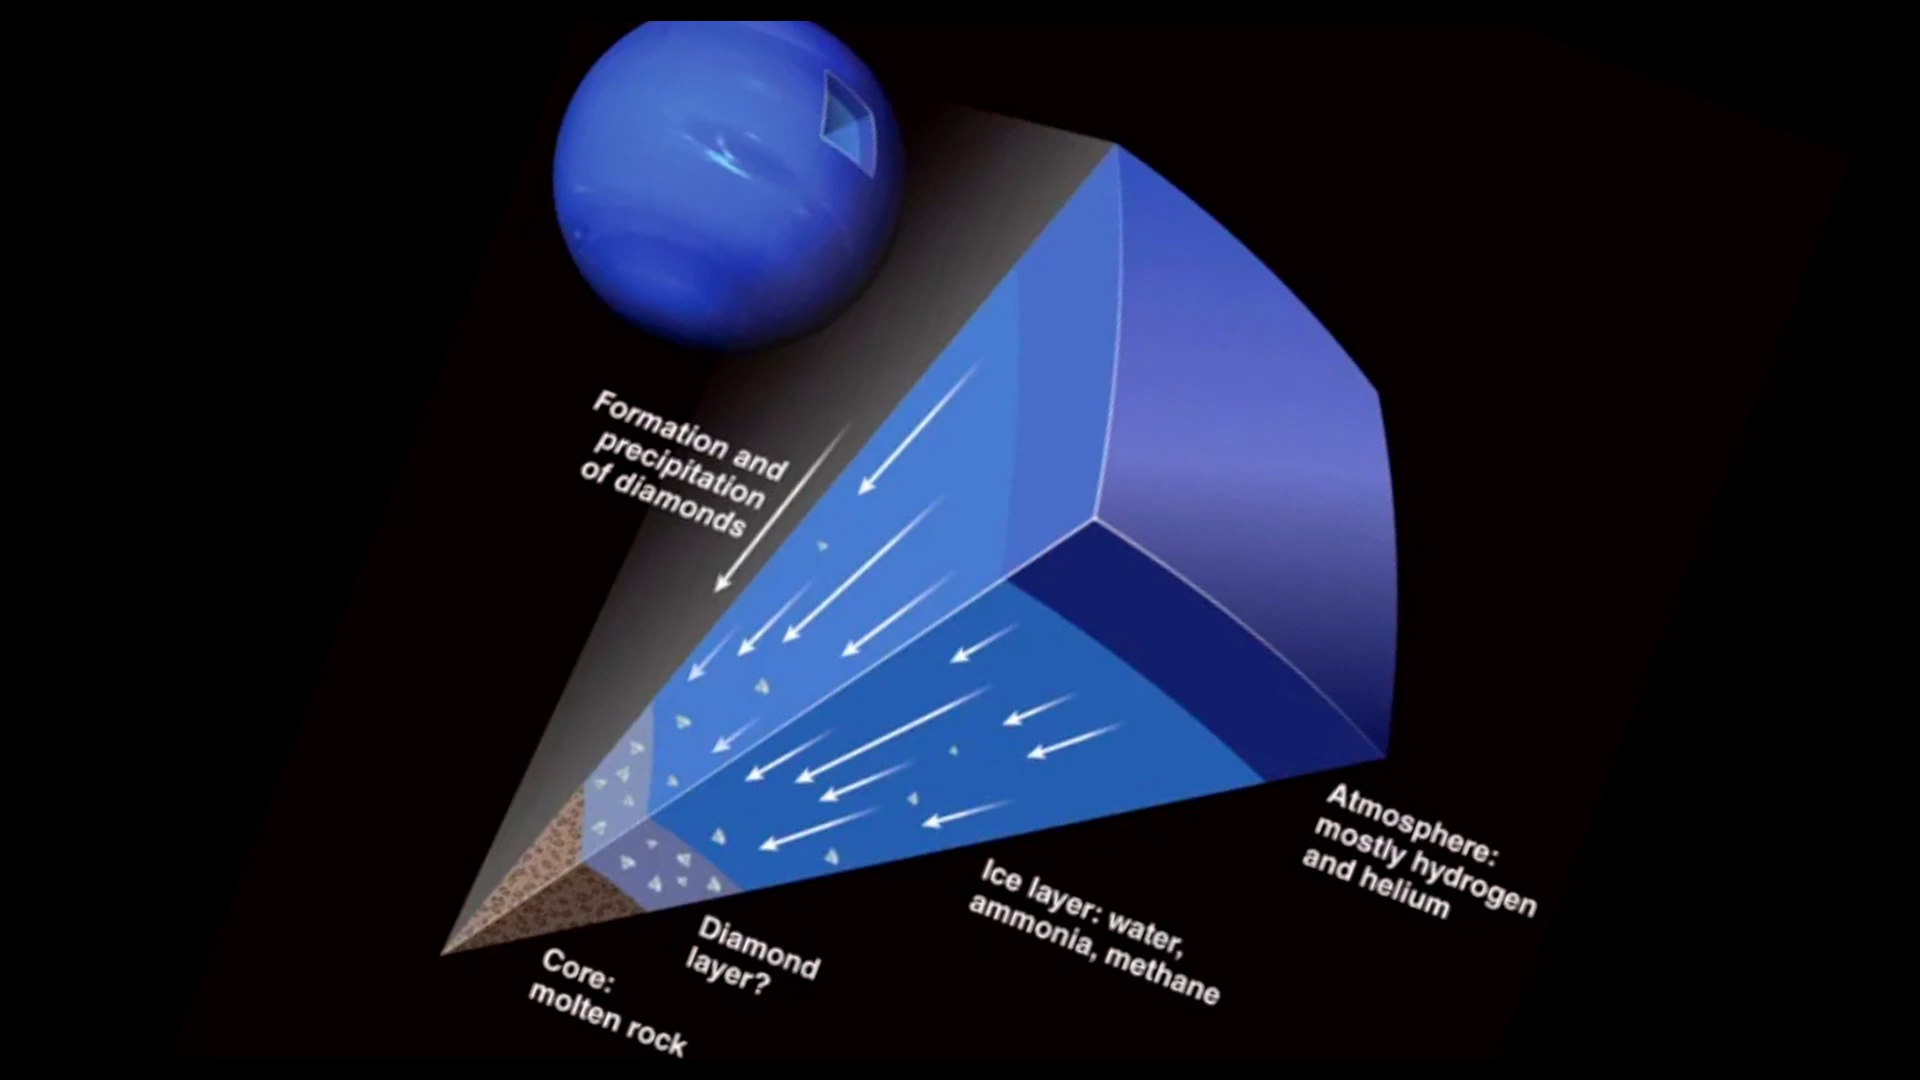 Formation and
precipitation
of diamonds
Atmosphere:
mostly hydrogen
and helium
Ice layer: water,
ammonia, methane
Diamond
layer?
Core:
molten rock